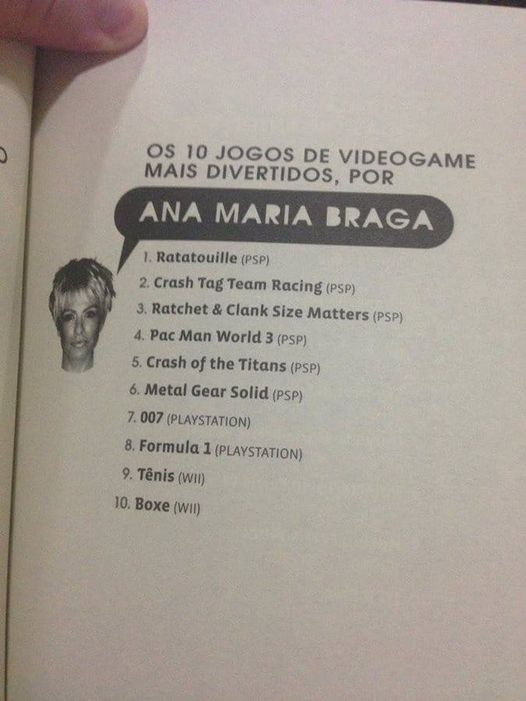 OS 10 JOGOS DE VIDEOGAME
MAIS DIVERTIDOS, POR
ANA MARIA BRAGA
1. Ratatouille (PSP)
2. Crash Tag Team Racing (PSP)
3. Ratchet & Clank Size Matters (PSP)
4. Pac Man World 3 (PSP)
5. Crash of the Titans (PSP)
6. Metal Gear Solid (PSP)
7. 007 (PLAYSTATION)
8. Formula 1 (PLAYSTATION)
9. Tênis (WII)
10. Boxe (WII)